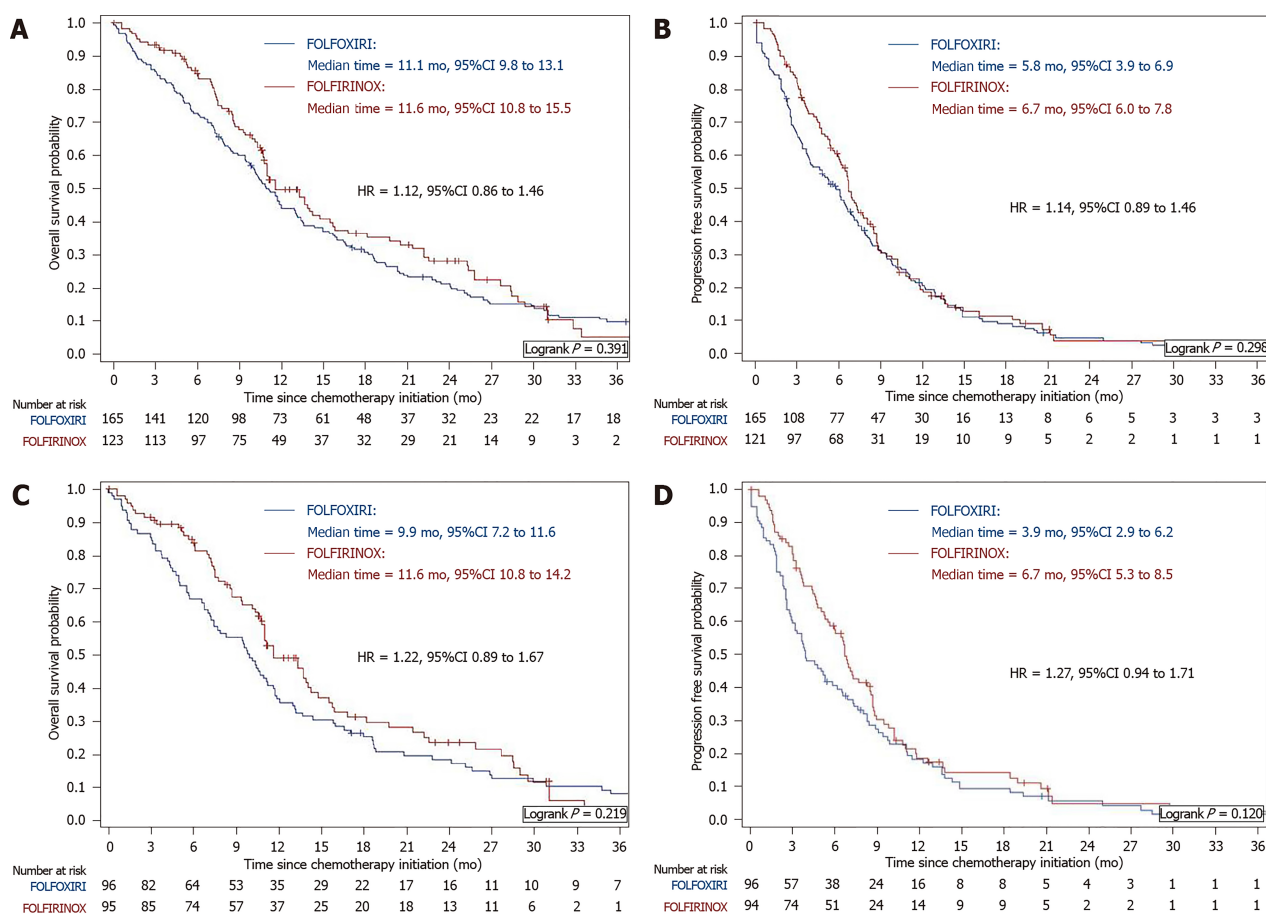 A
Overall survival probability
1.0
0.9
0.8
0.7
0.6
0.5
0.4
0.3
0.2
0.1
0.0
FOLFOXIRI:
Median time = 11.1 mo, 95%CI 9.8 to 13.1
FOLFIRINOX:
Median time = 11.6 mo, 95%CI 10.8 to 15.5
HR = 1.12, 95%CI 0.86 to 1.46
Logrank P = 0.391
0 3 6 9 12 15 18 21 24 27 30 33 36
Time since chemotherapy initiation (mo)
Number at risk
FOLFOXIRI 165 141 120 98 73 61 48 37 32 23 22 17 18
FOLFIRINOX 123 113 97 75 49 37 32 29 21 14 9 3 2
B
Progression free survival probability
1.0
0.9
0.8
0.7
0.6
0.5
0.4
0.3
0.2
0.1
0.0
FOLFOXIRI:
Median time = 5.8 mo, 95%CI 3.9 to 6.9
FOLFIRINOX:
Median time = 6.7 mo, 95%CI 6.0 to 7.8
HR = 1.14, 95%CI 0.89 to 1.46
Logrank P = 0.298
0 3 6 9 12 15 18 21 24 27 30 33 36
Time since chemotherapy initiation (mo)
Number at risk
FOLFOXIRI 165 108 77 47 30 16 13 8 6 5 3 3 3
FOLFIRINOX 121 97 68 31 19 10 9 5 2 2 1 1 1
C
Overall survival probability
1.0
0.9
0.8
0.7
0.6
0.5
0.4
0.3
0.2
0.1
0.0
FOLFOXIRI:
Median time = 9.9 mo, 95%CI 7.2 to 11.6
FOLFIRINOX:
Median time = 11.6 mo, 95%CI 10.8 to 14.2
HR = 1.22, 95%CI 0.89 to 1.67
Logrank P = 0.219
0 3 6 9 12 15 18 21 24 27 30 33 36
Time since chemotherapy initiation (mo)
Number at risk
FOLFOXIRI 96 82 64 53 35 29 22 17 16 11 10 9 7
FOLFIRINOX 95 85 74 57 37 25 20 18 13 11 6 2 1
D
Progression free survival probability
1.0
0.9
0.8
0.7
0.6
0.5
0.4
0.3
0.2
0.1
0.0
FOLFOXIRI:
Median time = 3.9 mo, 95%CI 2.9 to 6.2
FOLFIRINOX:
Median time = 6.7 mo, 95%CI 5.3 to 8.5
HR = 1.27, 95%CI 0.94 to 1.71
Logrank P = 0.120
0 3 6 9 12 15 18 21 24 27 30 33 36
Time since chemotherapy initiation (mo)
Number at risk
FOLFOXIRI 96 57 38 24 16 8 8 5 4 3 1 1 1
FOLFIRINOX 94 74 51 24 14 9 9 5 2 2 1 1 1